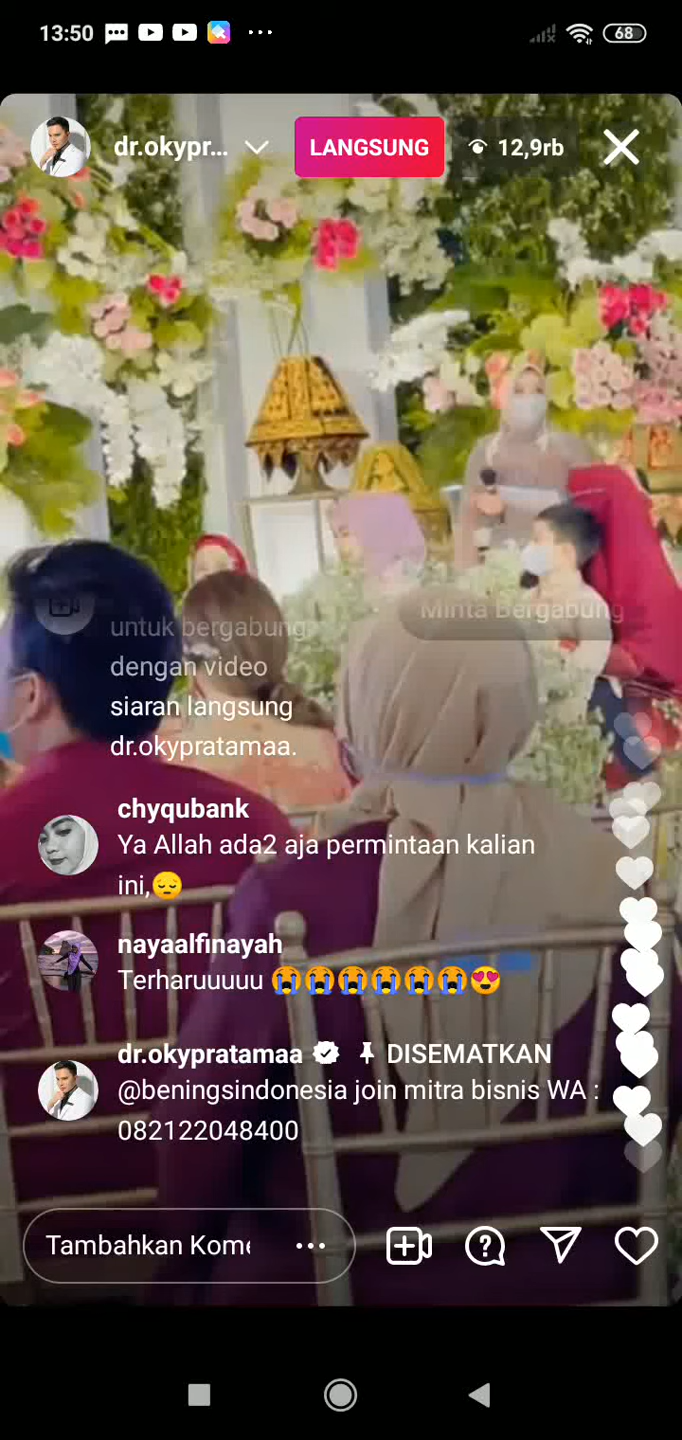 13:50
68
dr.okypr...
LANGSUNG
12,9rb
Minta Bergabung
untuk bergabung
dengan video
siaran langsung
dr.okypratamaa.
chyqubank
Ya Allah ada2 aja permintaan kalian
ini,😔
nayaalfinayah
Terharuuuuu 😭😭😭😭😭😭😍
dr.okypratamaa DISEMATKAN
@beningsindonesia join mitra bisnis WA :
082122048400
Tambahkan Kome